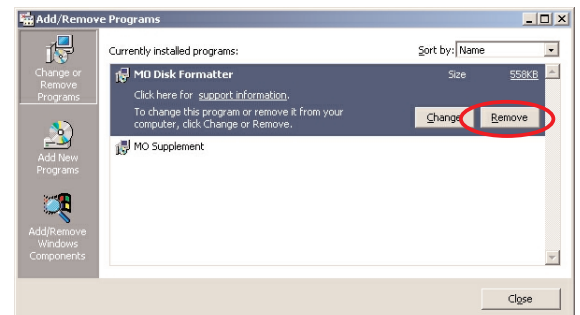 Add/Remove Programs
Change or
Remove
Programs
Add New
Programs
Add/Remove
Windows
Components
Currently installed programs:
Sort by: Name
MO Disk Formatter
Size 558KB
Click here for support information.
To change this program or remove it from your
computer, click Change or Remove.
Change
Remove
MO Supplement
Close